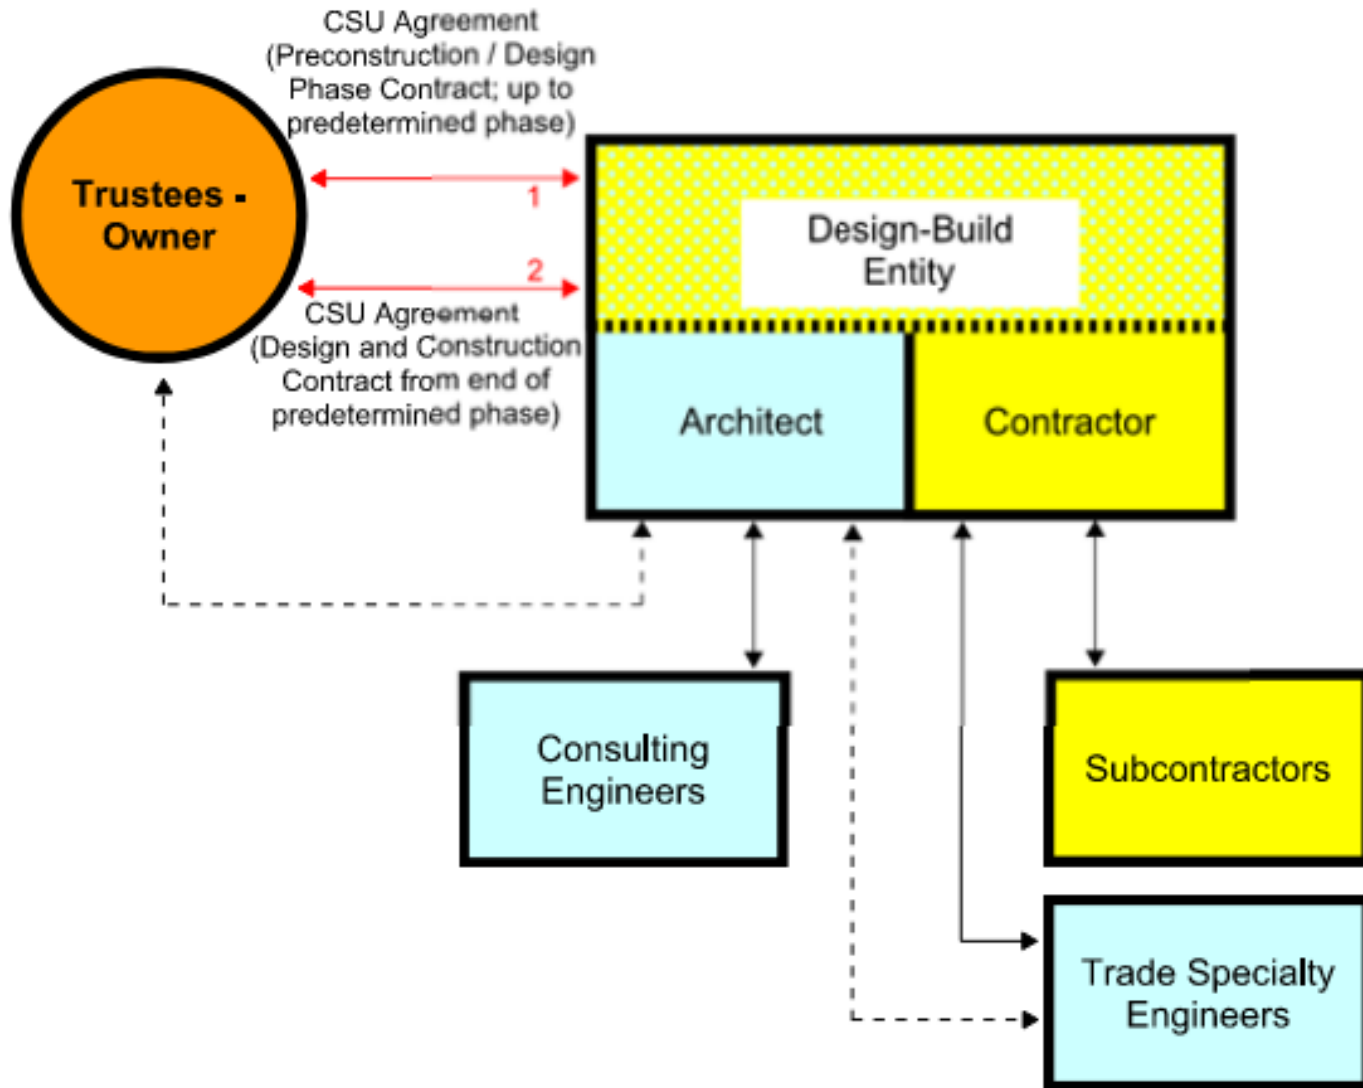 CSU Agreement
(Preconstruction / Design
Phase Contract; up to
predetermined phase)
Trustees -
Owner
1
Design-Build
Entity
2
CSU Agreement
(Design and Construction
Contract from end of
predetermined phase)
Architect
Contractor
Consulting
Engineers
Subcontractors
Trade Specialty
Engineers